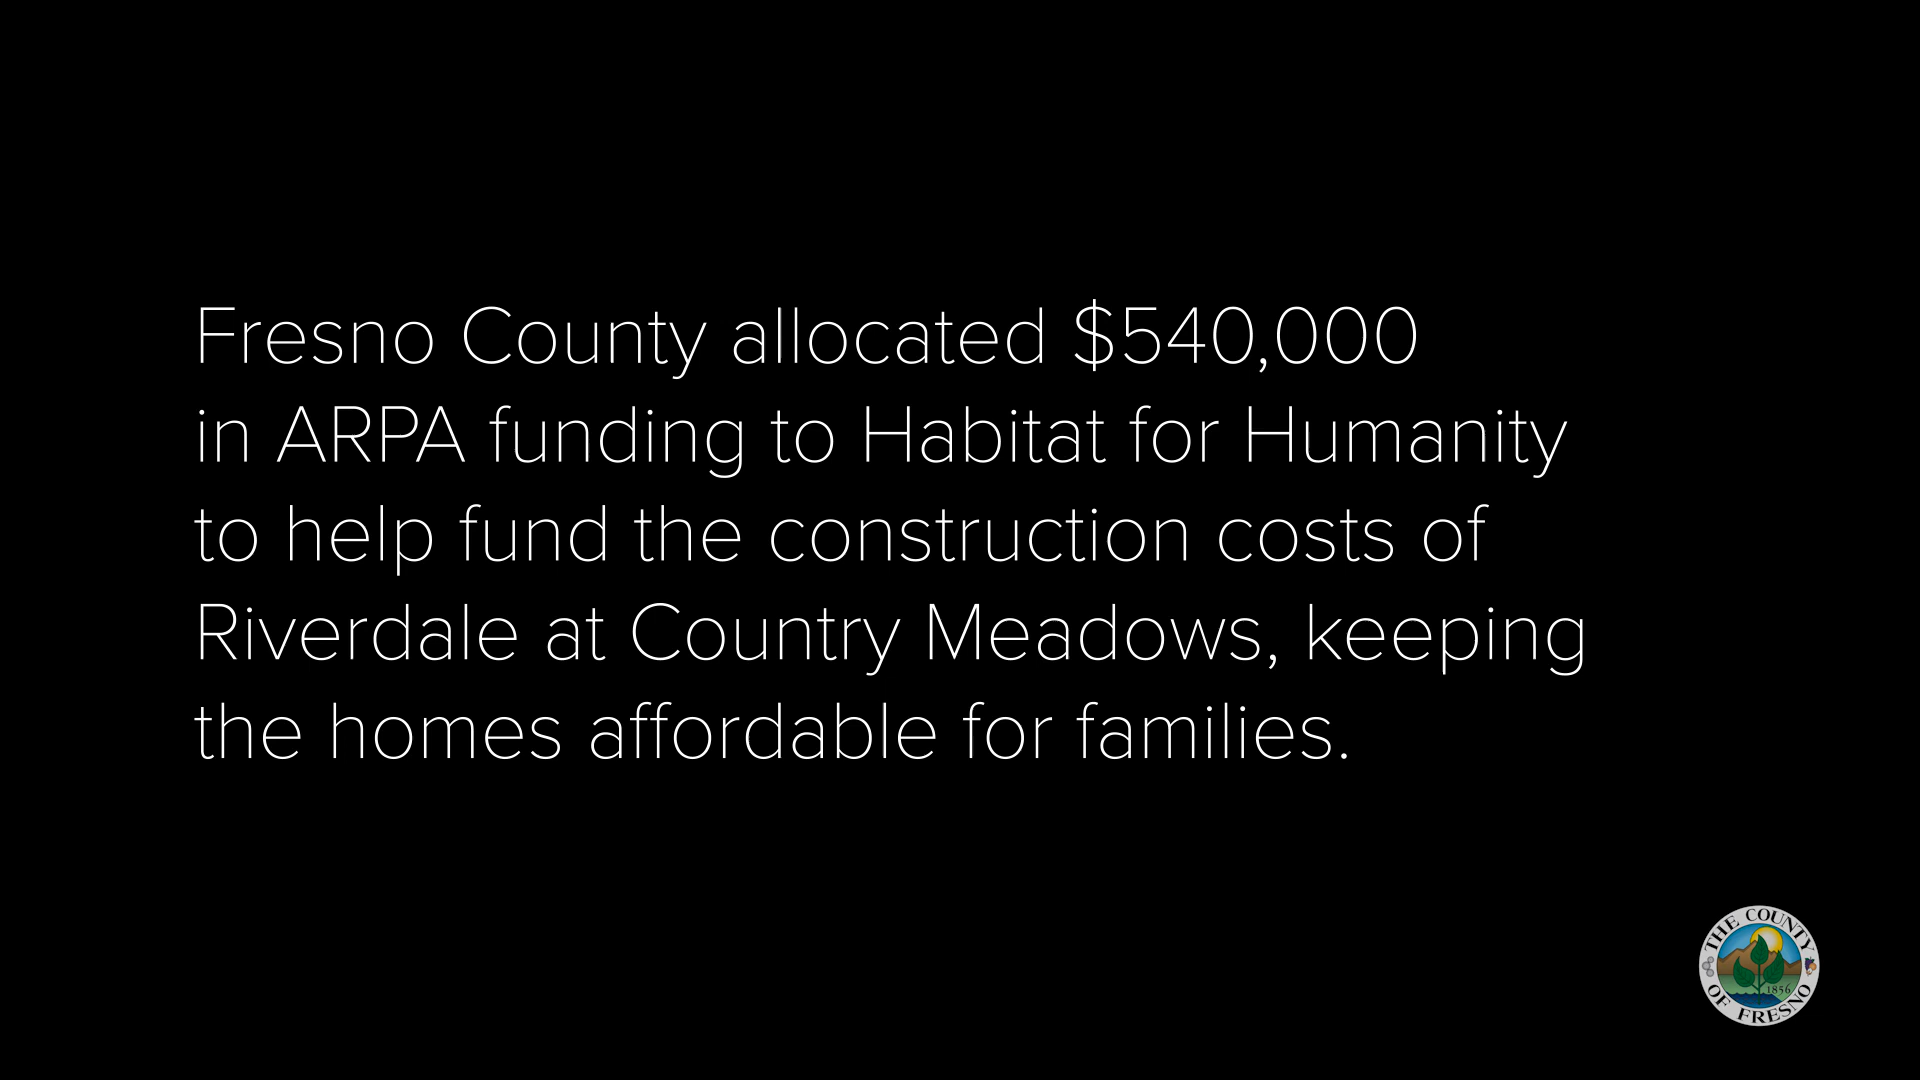 Fresno County allocated $540,000
in ARPA funding to Habitat for Humanity
to help fund the construction costs of
Riverdale at Country Meadows, keeping
the homes affordable for families.
THE COUNTY
OF FRESNO
1856